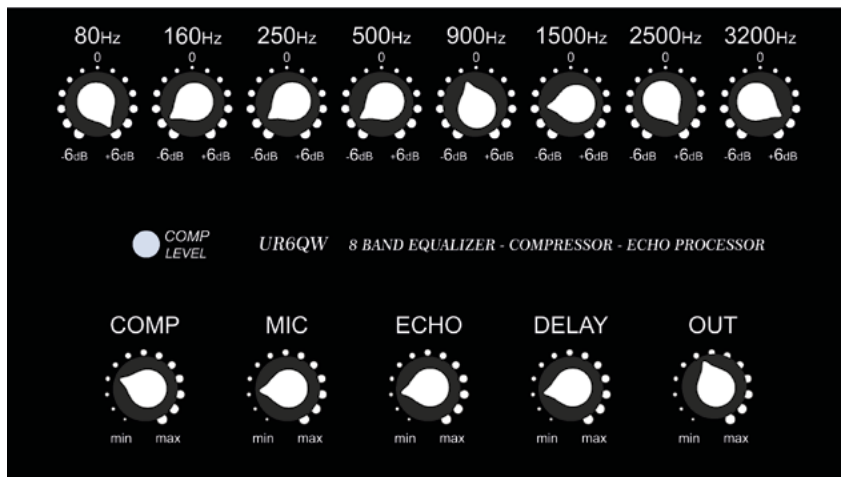 80Hz 160Hz 250Hz 500Hz 900Hz 1500Hz 2500Hz 3200Hz
0 0 0 0 0 0 0 0
-6dB +6dB -6dB +6dB -6dB +6dB -6dB +6dB -6dB +6dB -6dB +6dB -6dB +6dB -6dB +6dB
COMP
LEVEL
UR6QW 8 BAND EQUALIZER - COMPRESSOR - ECHO PROCESSOR
COMP MIC ECHO DELAY OUT
min max min max min max min max min max